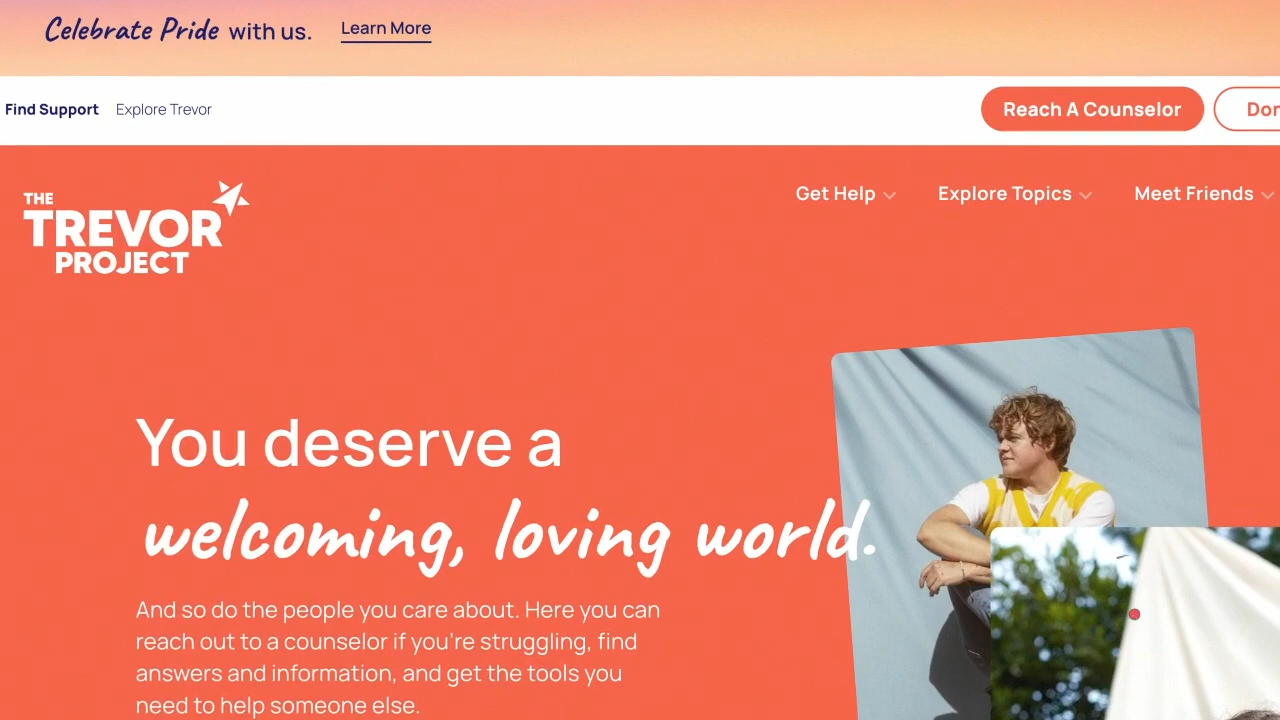 Celebrate Pride with us. Learn More
Find Support Explore Trevor Reach A Counselor
THE
TREVOR
PROJECT
Get Help Explore Topics Meet Friends
You deserve a
welcoming, loving world.
And so do the people you care about. Here you can
reach out to a counselor if you're struggling, find
answers and information, and get the tools you
need to help someone else.